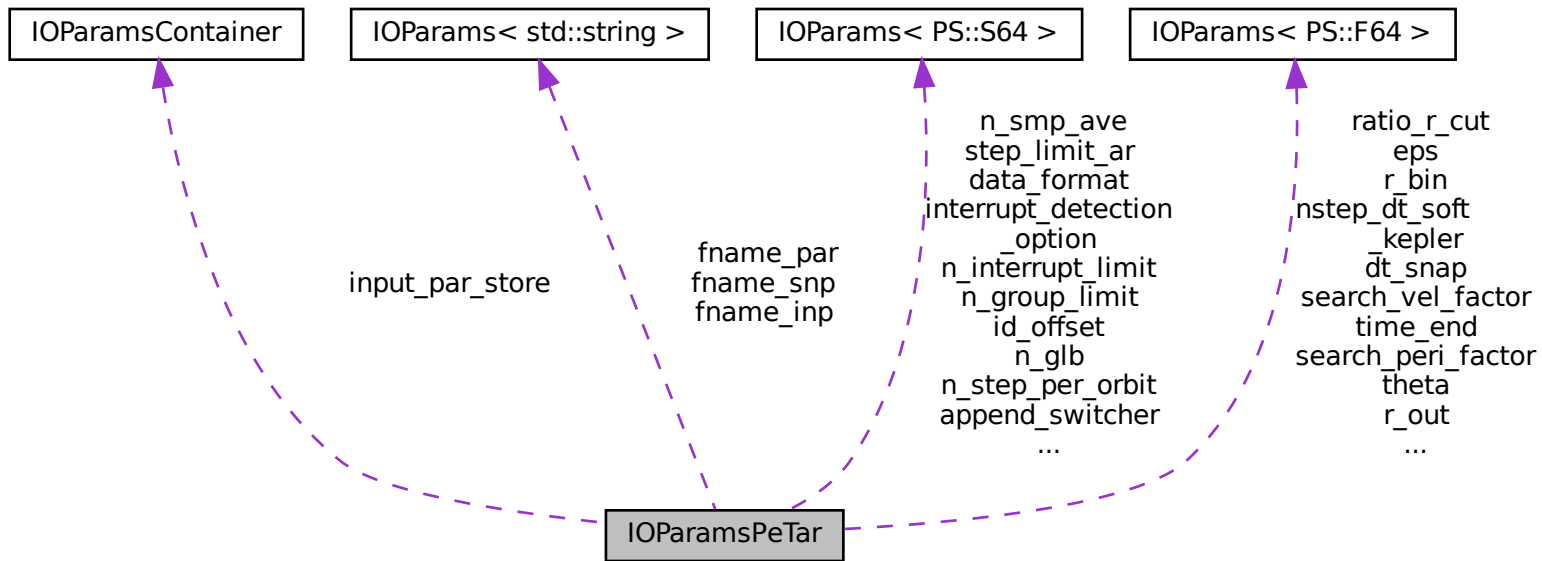 IOParamsContainer
IOParams< std::string >
IOParams< PS::S64 >
IOParams< PS::F64 >
input_par_store
fname_par
fname_snp
fname_inp
n_smp_ave
step_limit_ar
data_format
interrupt_detection
_option
n_interrupt_limit
n_group_limit
id_offset
n_glb
n_step_per_orbit
append_switcher
...
ratio_r_cut
eps
r_bin
nstep_dt_soft
_kepler
dt_snap
search_vel_factor
time_end
search_peri_factor
theta
r_out
...
IOParamsPeTar